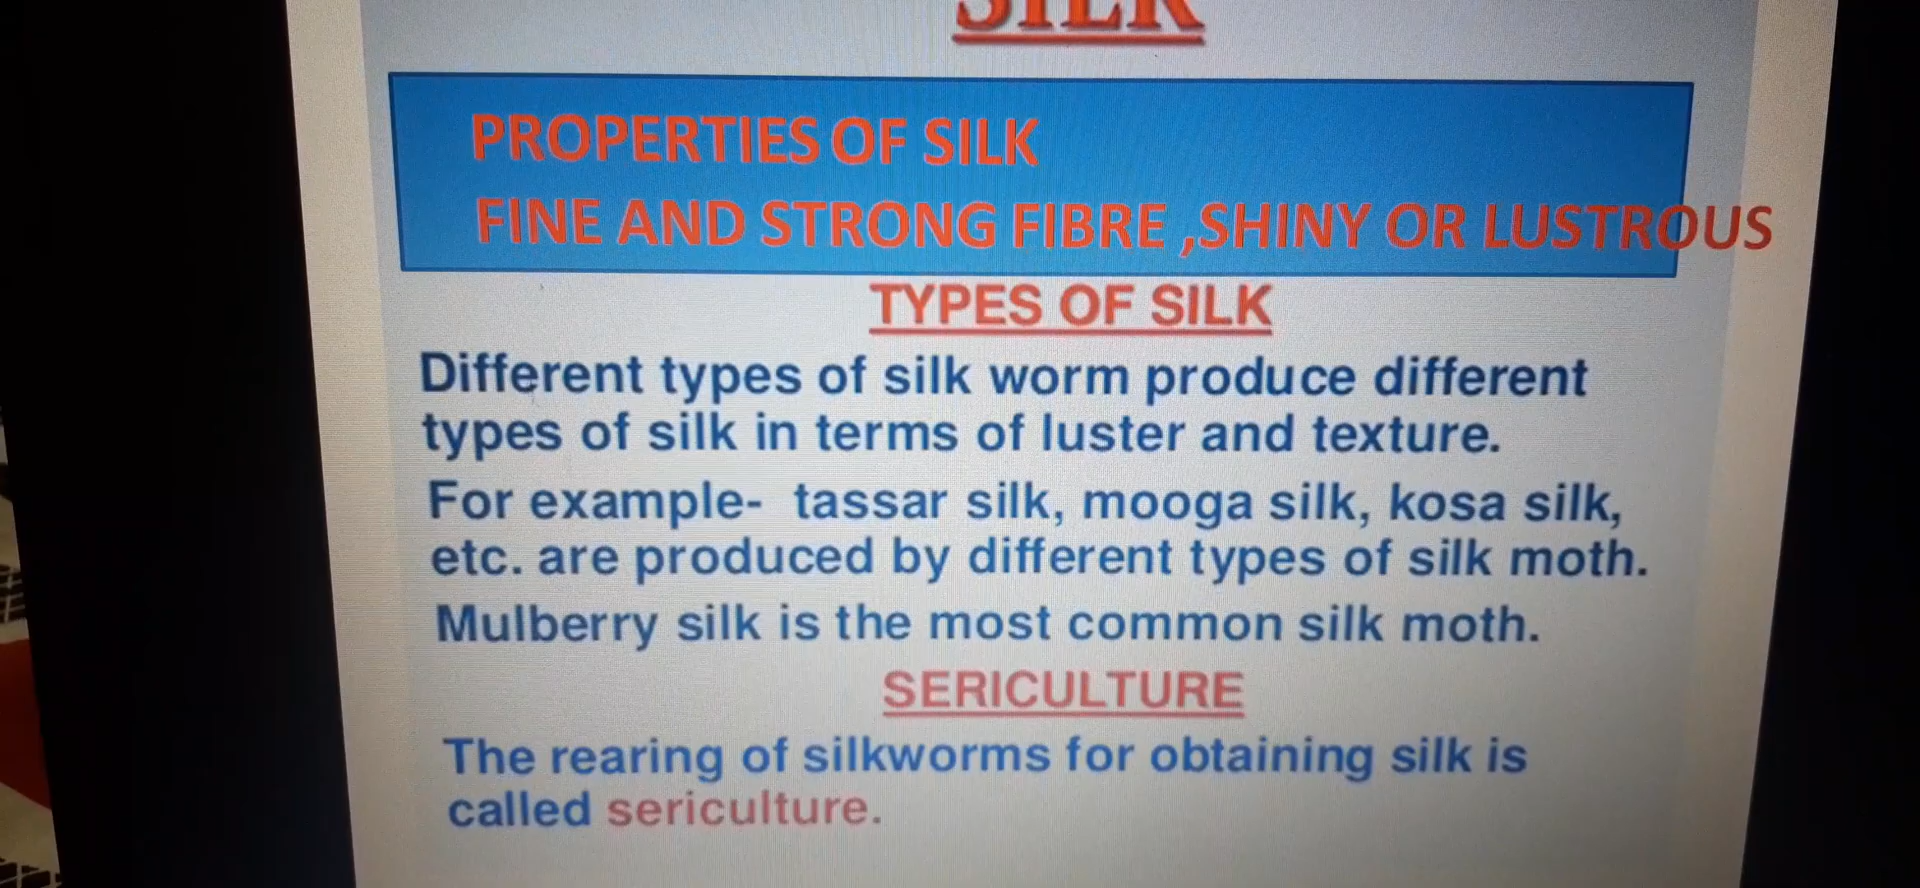 SILK
PROPERTIES OF SILK
FINE AND STRONG FIBRE ,SHINY OR LUSTROUS
TYPES OF SILK
Different types of silk worm produce different
types of silk in terms of luster and texture.
For example- tassar silk, mooga silk, kosa silk,
etc. are produced by different types of silk moth.
Mulberry silk is the most common silk moth.
SERICULTURE
The rearing of silkworms for obtaining silk is
called sericulture.